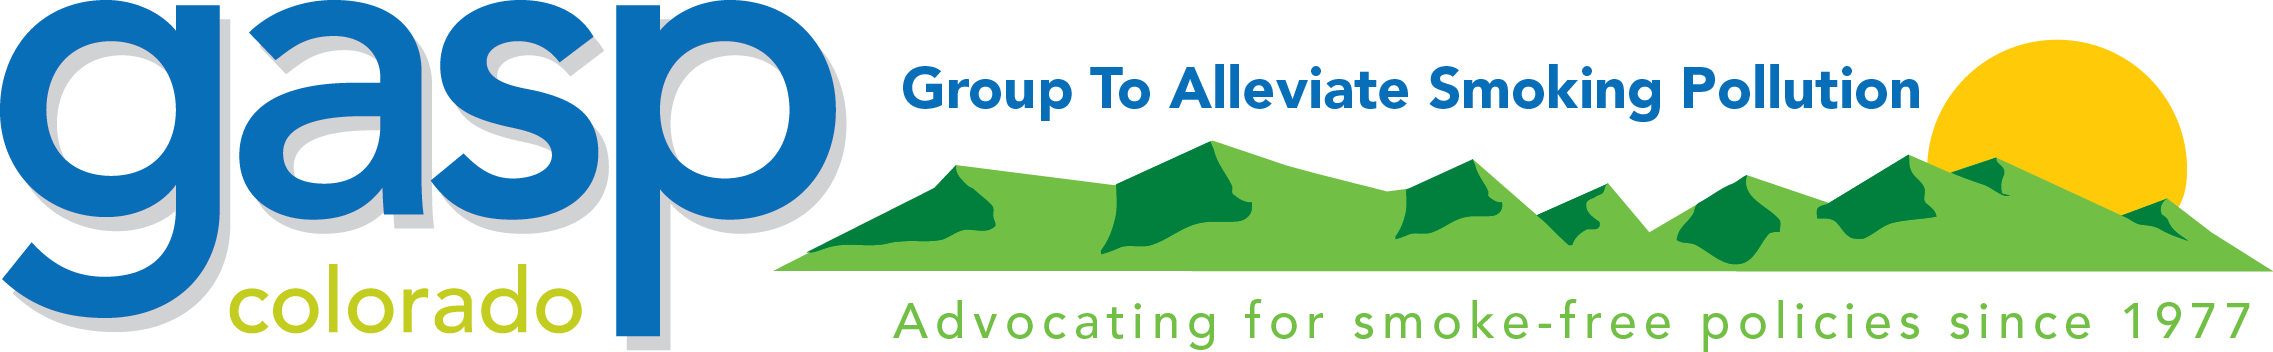 gasp
colorado
Group To Alleviate Smoking Pollution
Advocating for smoke-free policies since 1977